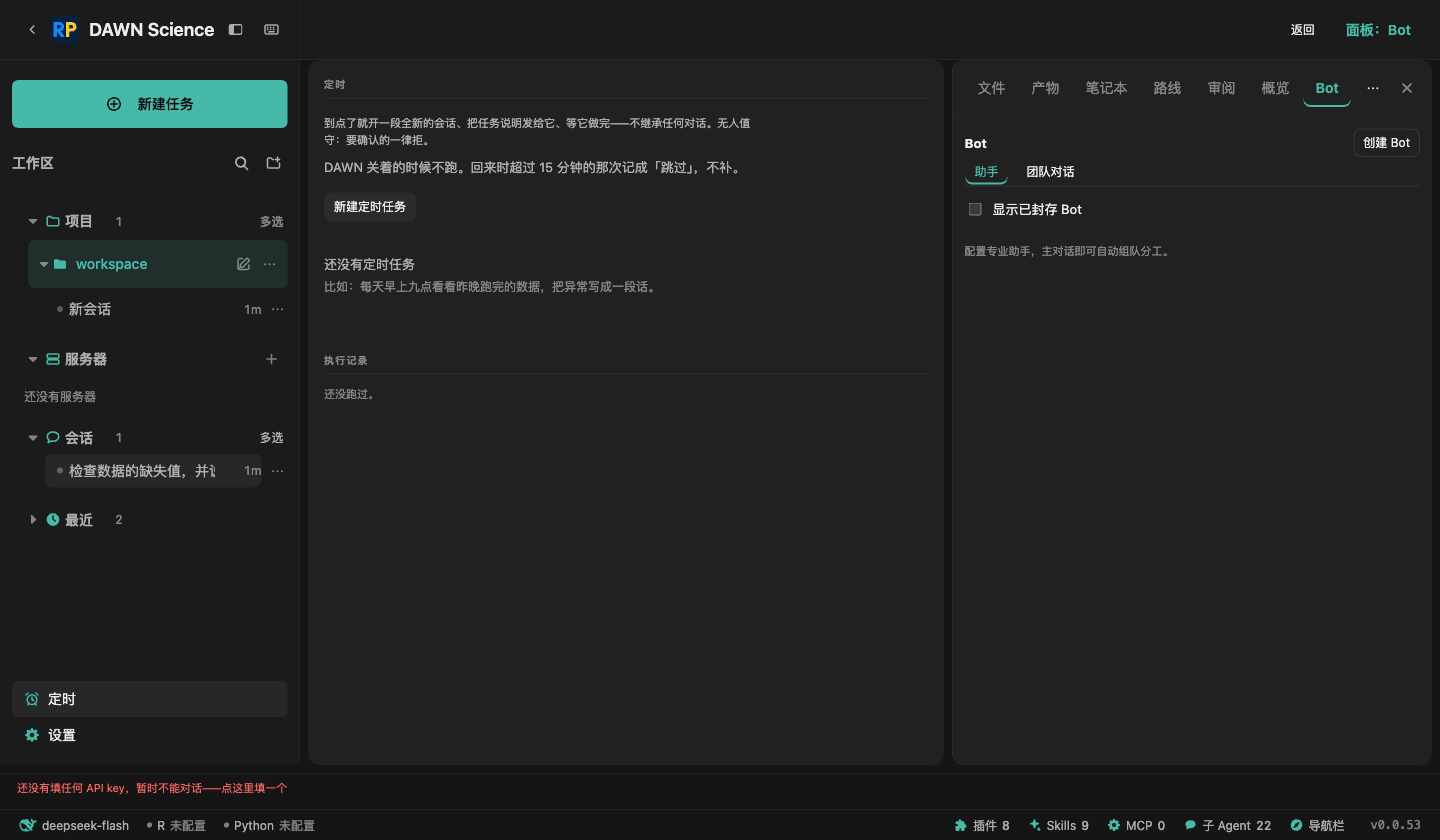 RP DAWN Science
返回
面板：Bot
新建任务
工作区
项目 1 多选
workspace
新会话 1m
服务器
还没有服务器
会话 1 多选
检查数据的缺失值，并 1m
最近 2
定时
设置
定时
到点了就开一段全新的会话、把任务说明发给它、等它做完——不继承任何对话。无人值
守：要确认的一律拒。
DAWN 关着的时候不跑。回来时超过 15 分钟的那次记成「跳过」，不补。
新建定时任务
还没有定时任务
比如：每天早上九点看看昨晚跑完的数据，把异常写成一段话。
执行记录
还没跑过。
文件 产物 笔记本 路线 审阅 概览 Bot
Bot
创建 Bot
助手 团队对话
显示已封存 Bot
配置专业助手，主对话即可自动组队分工。
还没有填任何 API key，暂时不能对话——点这里填一个
deepseek-flash R 未配置 Python 未配置
插件 8 Skills 9 MCP 0 子 Agent 22 导航栏 v0.0.53